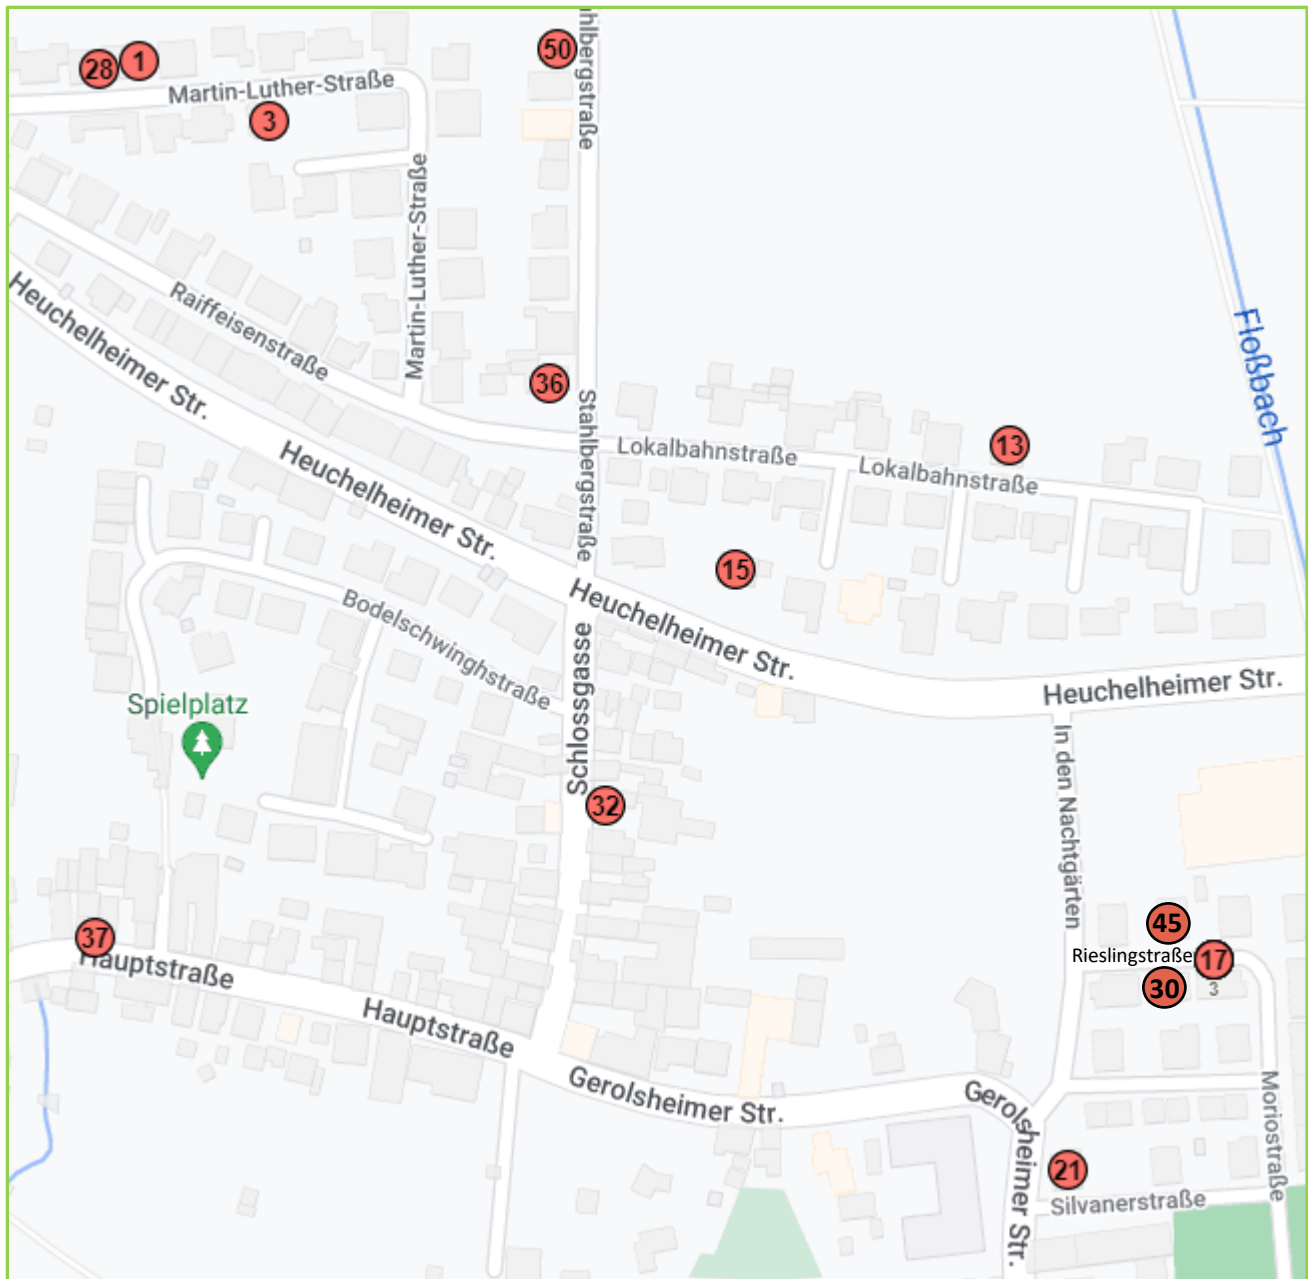 hlbergstraße
50
28
1
Martin-Luther-Straße
3
Martin-Luther-Straße
Raiffeisenstraße
Heuchelheimer Str.
Floßbach
36
Stahlbergstraße
Lokalbahnstraße
13
Lokalbahnstraße
Heuchelheimer Str.
15
Heuchelheimer Str.
Bodelschwinghstraße
Schlossgasse
Heuchelheimer Str.
Spielplatz
In den Nachtgärten
32
45
37
Hauptstraße
Rieslingstraße
17
30
3
Hauptstraße
Gerolsheimer Str.
Gerolsheimer Str.
Moriostraße
21
Silvanerstraße